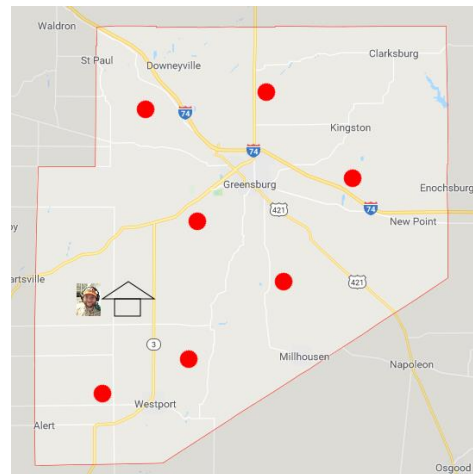 Waldron
Clarksburg
St Paul
Downeyville
74
Kingston
74
Greensburg
Enochsburg
421
74
New Point
artsville
421
3
Millhousen
Napoleon
Westport
Alert
Osgood